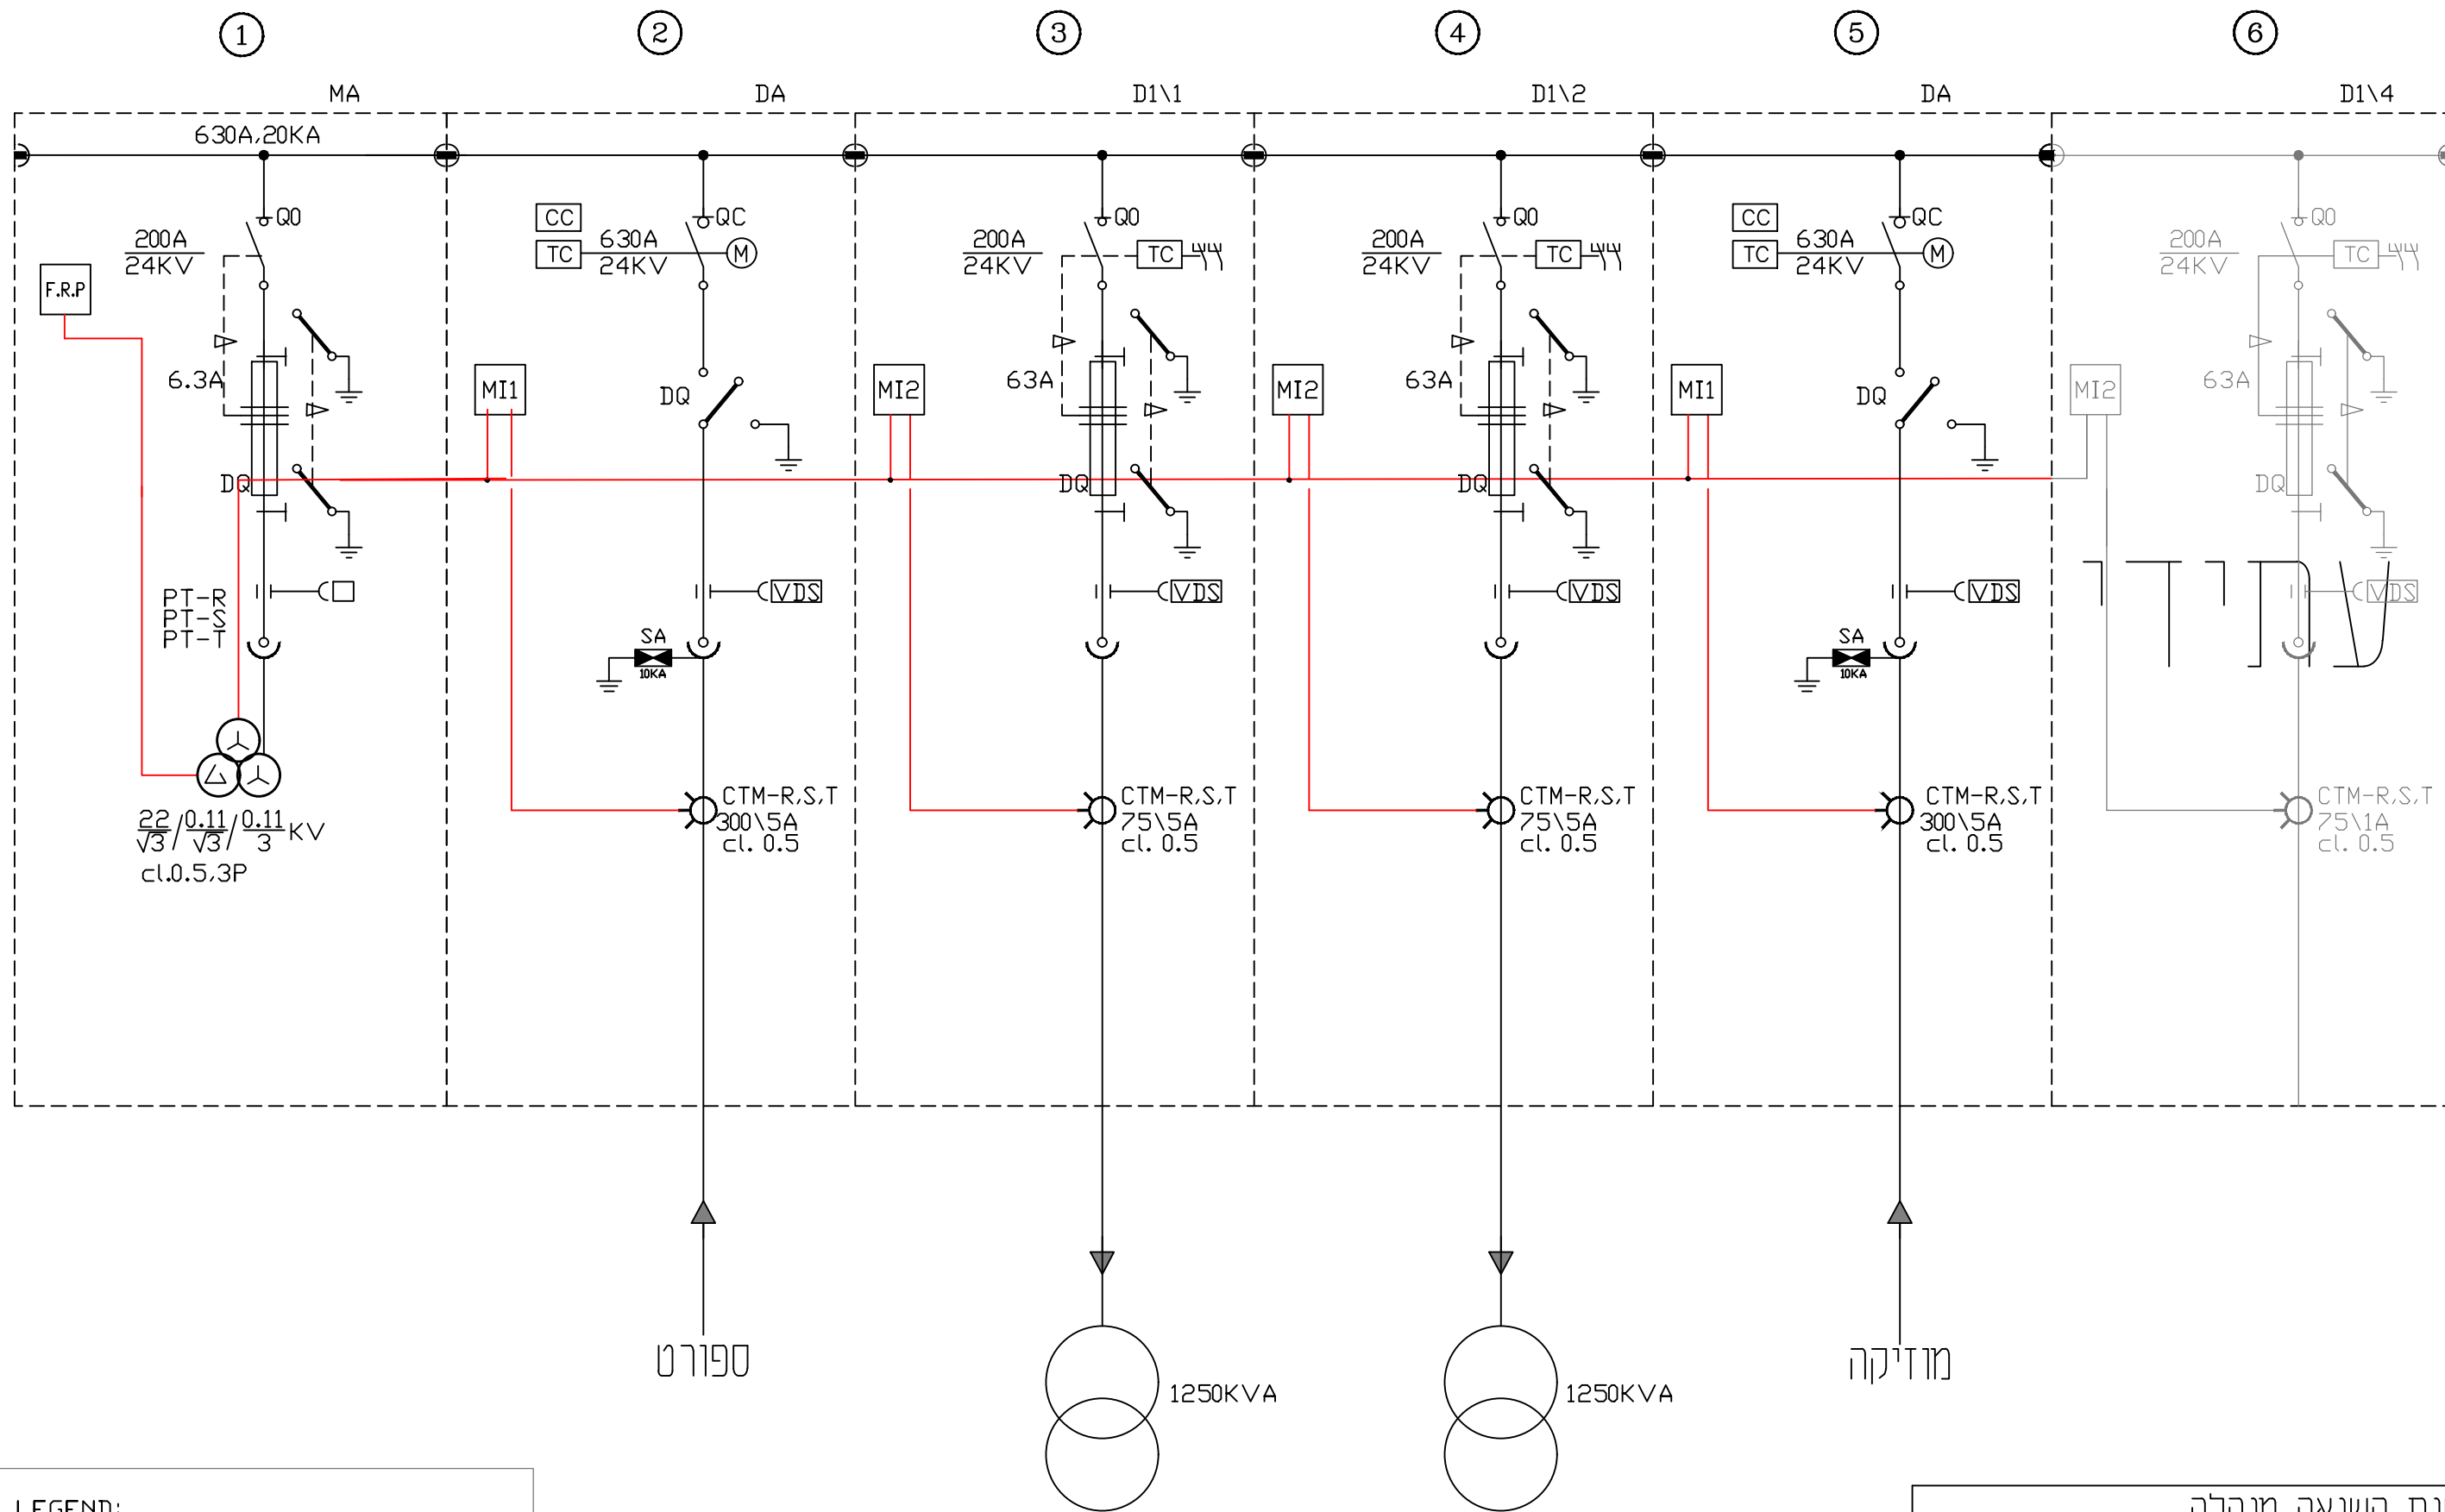 1 2 3 4 5 6
MA DA D1\1 D1\2 DA D1\4
630A,20KA
Q0 CC QC Q0 Q0 CC QC Q0
200A TC 630A M 200A TC 200A TC TC 630A M 200A TC
24KV 24KV 24KV 24KV 24KV 24KV
F.R.P
6.3A MI1 DQ MI2 63A MI2 63A MI1 DQ MI2 63A
DQ DQ DQ DQ
PT-R VDS VDS VDS VDS VDS
PT-S
PT-T
SA SA
10KA 10KA
CTM-R,S,T CTM-R,S,T CTM-R,S,T CTM-R,S,T CTM-R,S,T
300\5A 75\5A 75\5A 300\5A 75\1A
cl. 0.5 cl. 0.5 cl. 0.5 cl. 0.5 cl. 0.5
22/√3 / 0.11/√3 / 0.11/3 KV
cl.0.5,3P
ספורט מוזיקה
1250KVA 1250KVA
LEGEND: